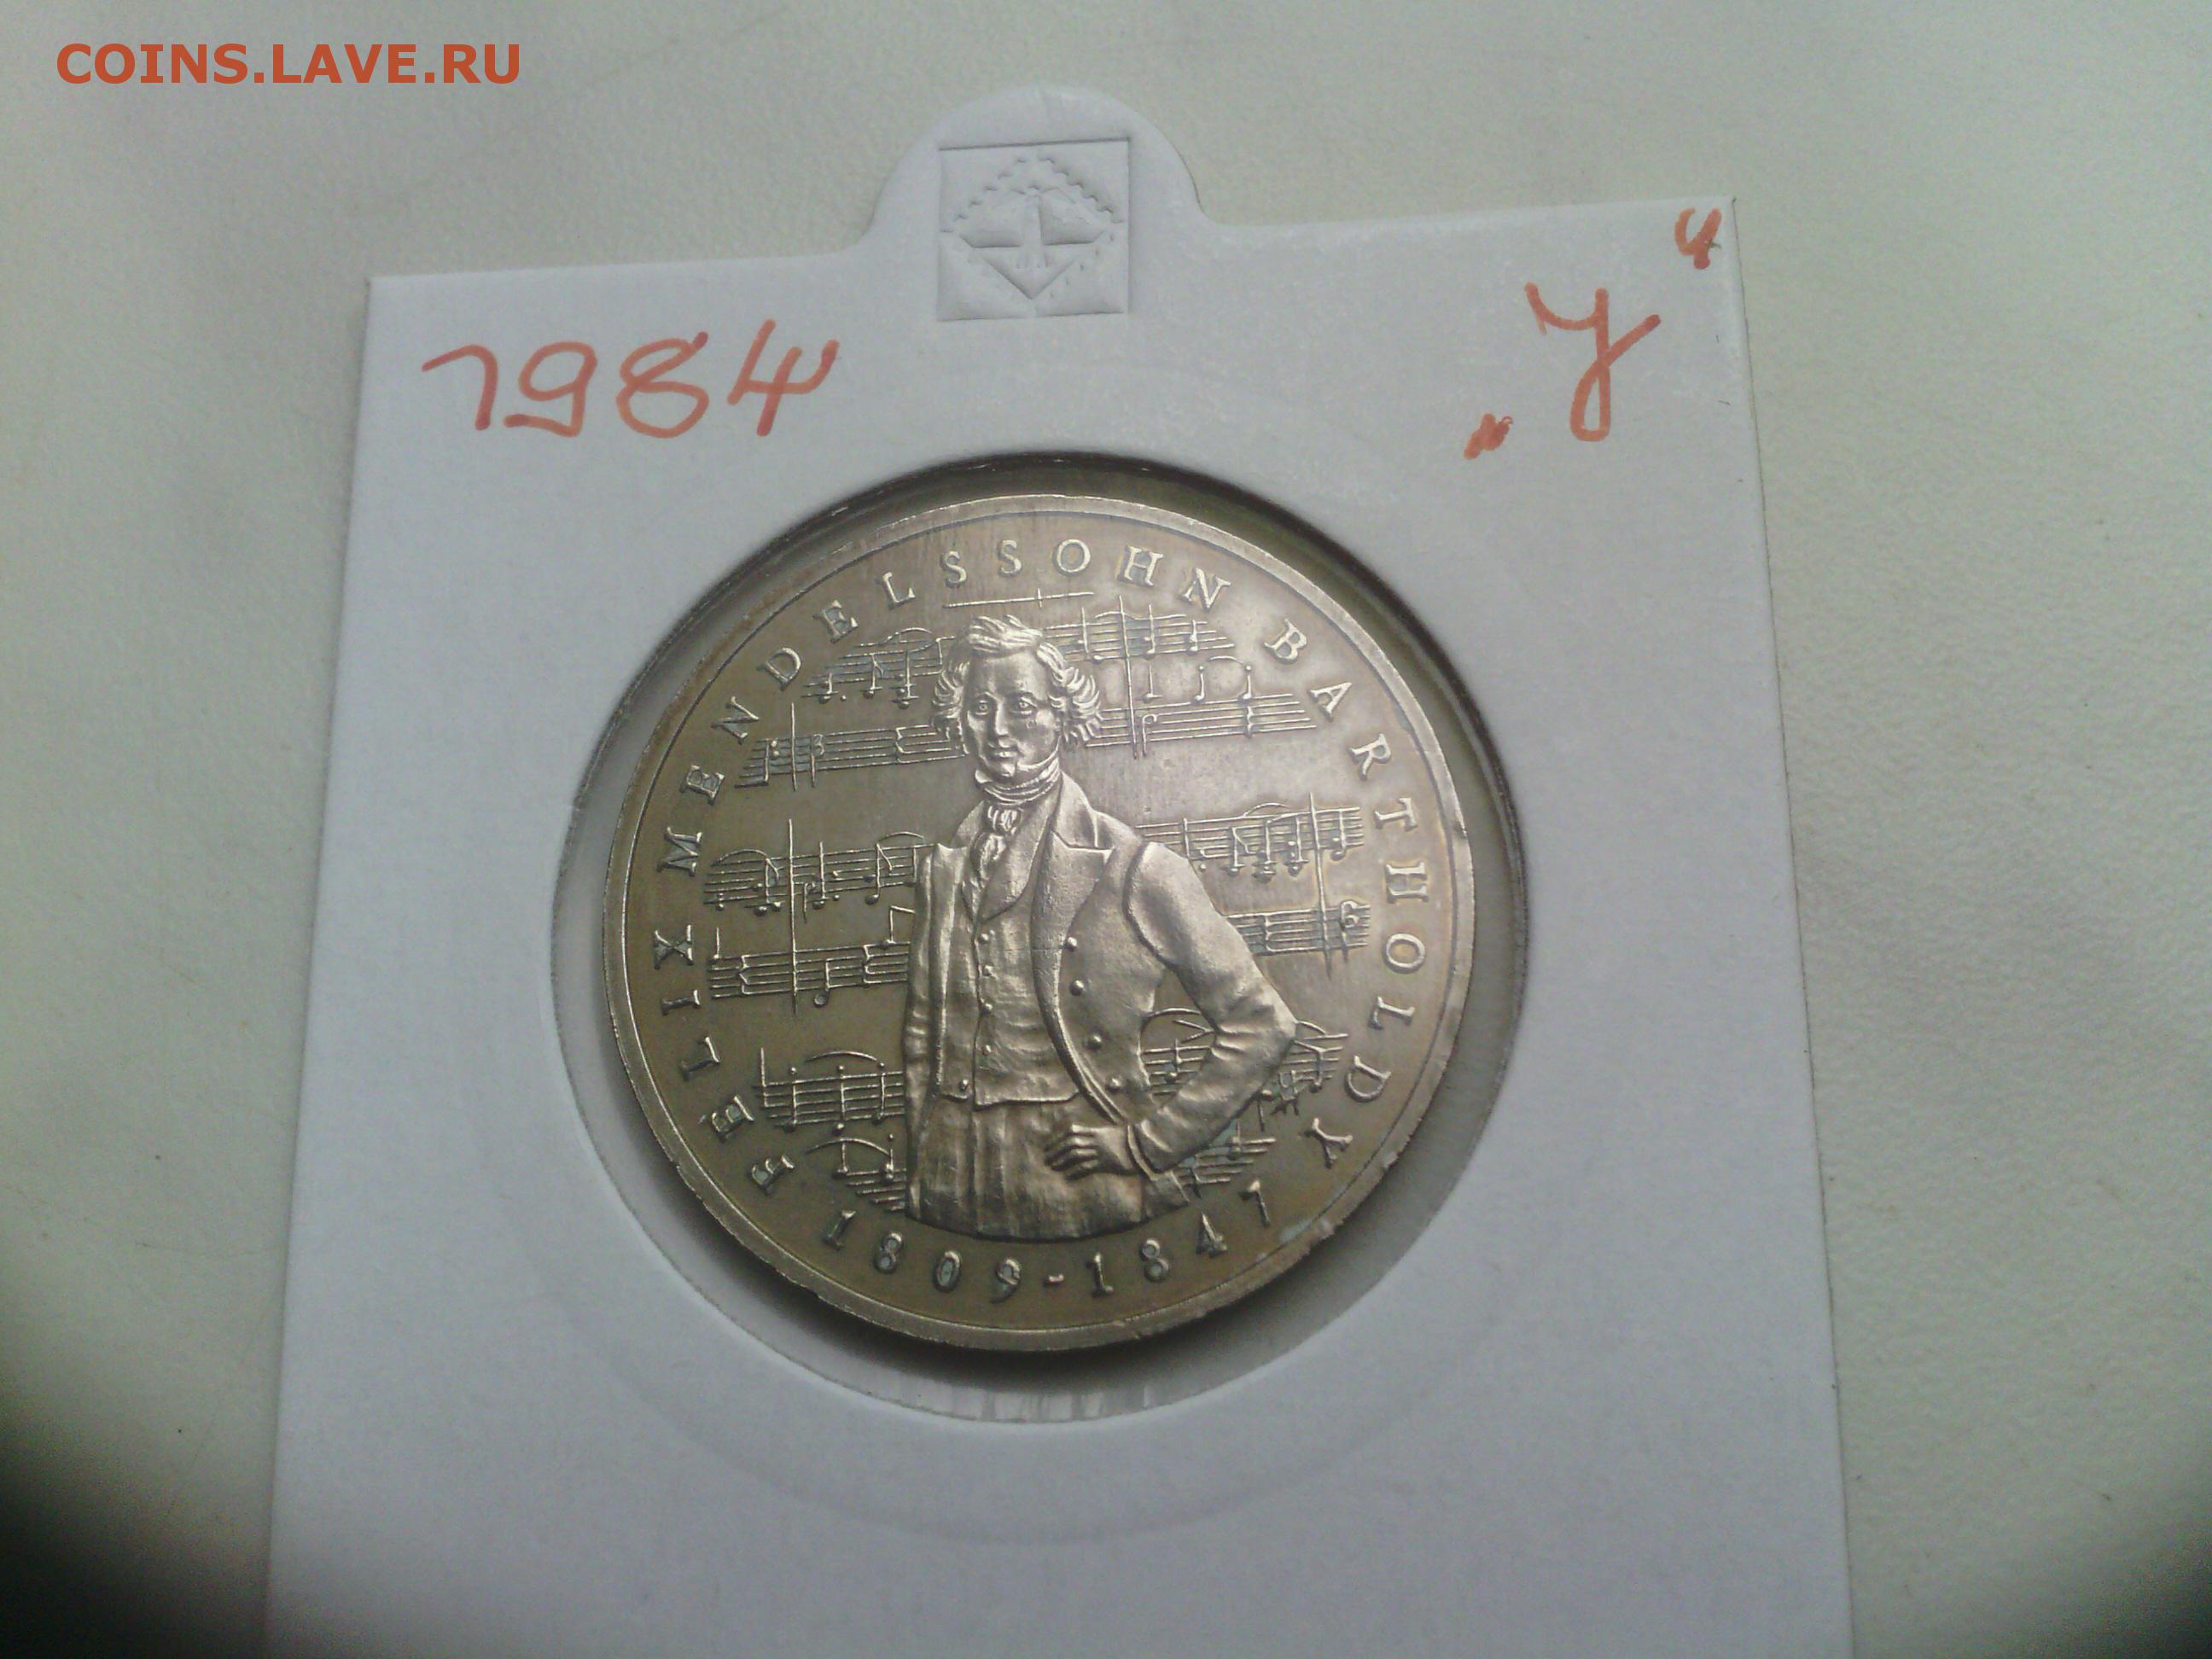 COINS.LAVE.RU
1984 „J“
FELIX MENDELSSOHN BARTHOLDY
1809-1847